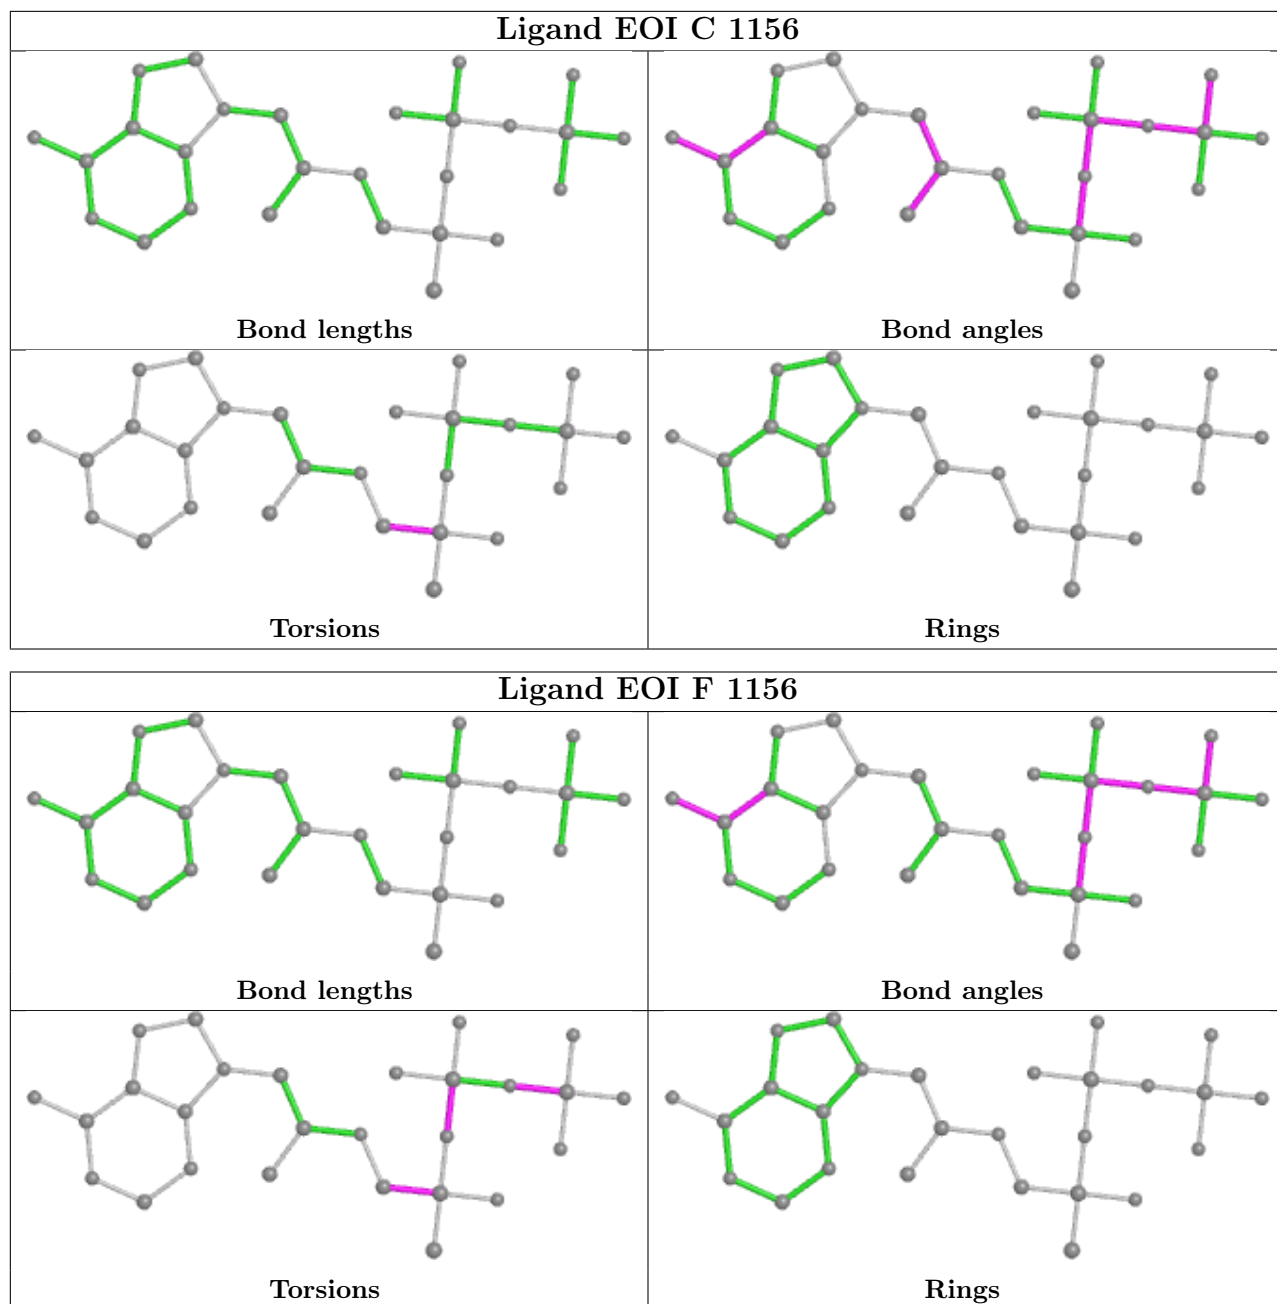 Ligand EOI C 1156
Bond lengths
Bond angles
Torsions
Rings
Ligand EOI F 1156
Bond lengths
Bond angles
Torsions
Rings